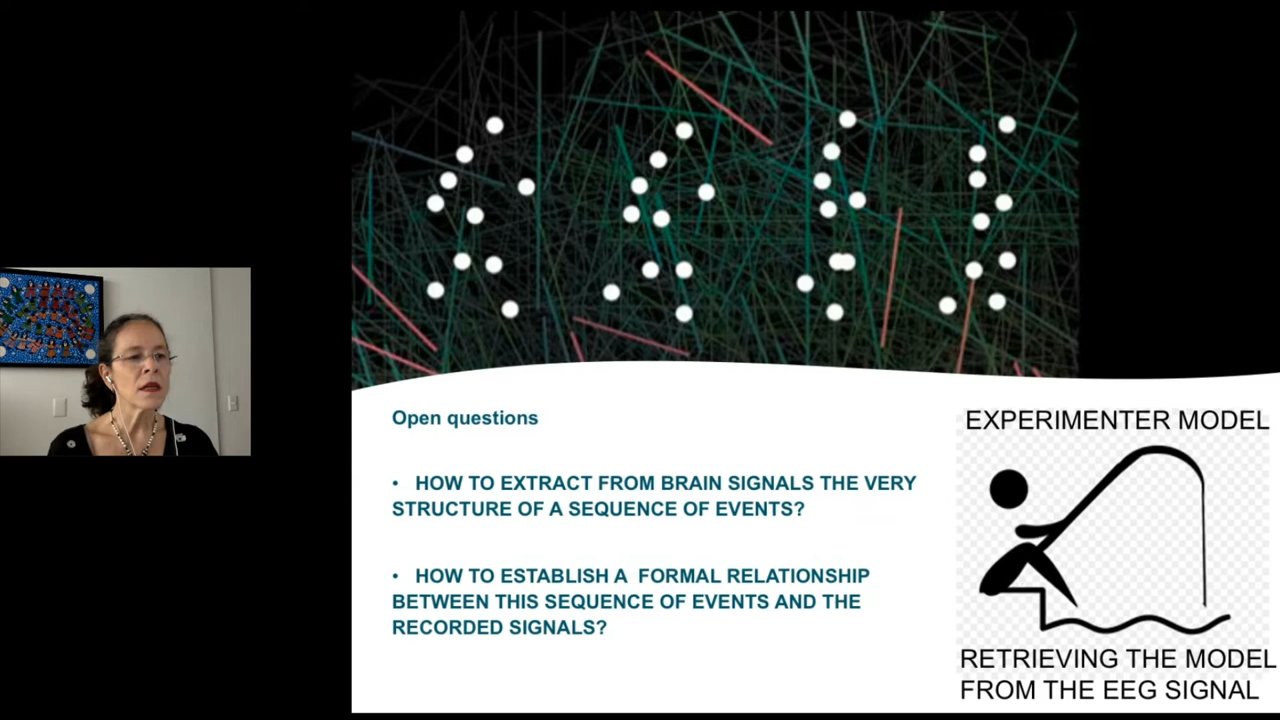 Open questions
• HOW TO EXTRACT FROM BRAIN SIGNALS THE VERY
STRUCTURE OF A SEQUENCE OF EVENTS?
• HOW TO ESTABLISH A FORMAL RELATIONSHIP
BETWEEN THIS SEQUENCE OF EVENTS AND THE
RECORDED SIGNALS?
EXPERIMENTER MODEL
RETRIEVING THE MODEL
FROM THE EEG SIGNAL